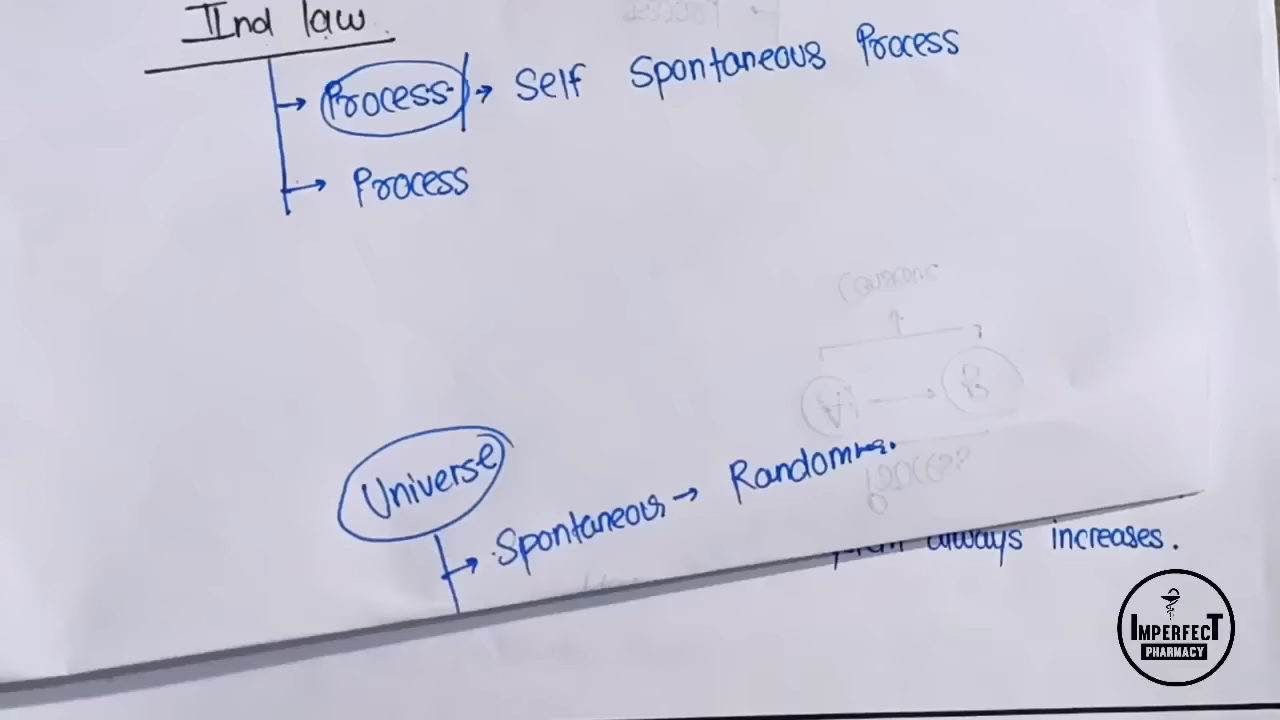 IInd law
Process → Self Spontaneous Process
→ Process
Universe
→ Spontaneous → Random
always increases.
IMPERFECT
PHARMACY